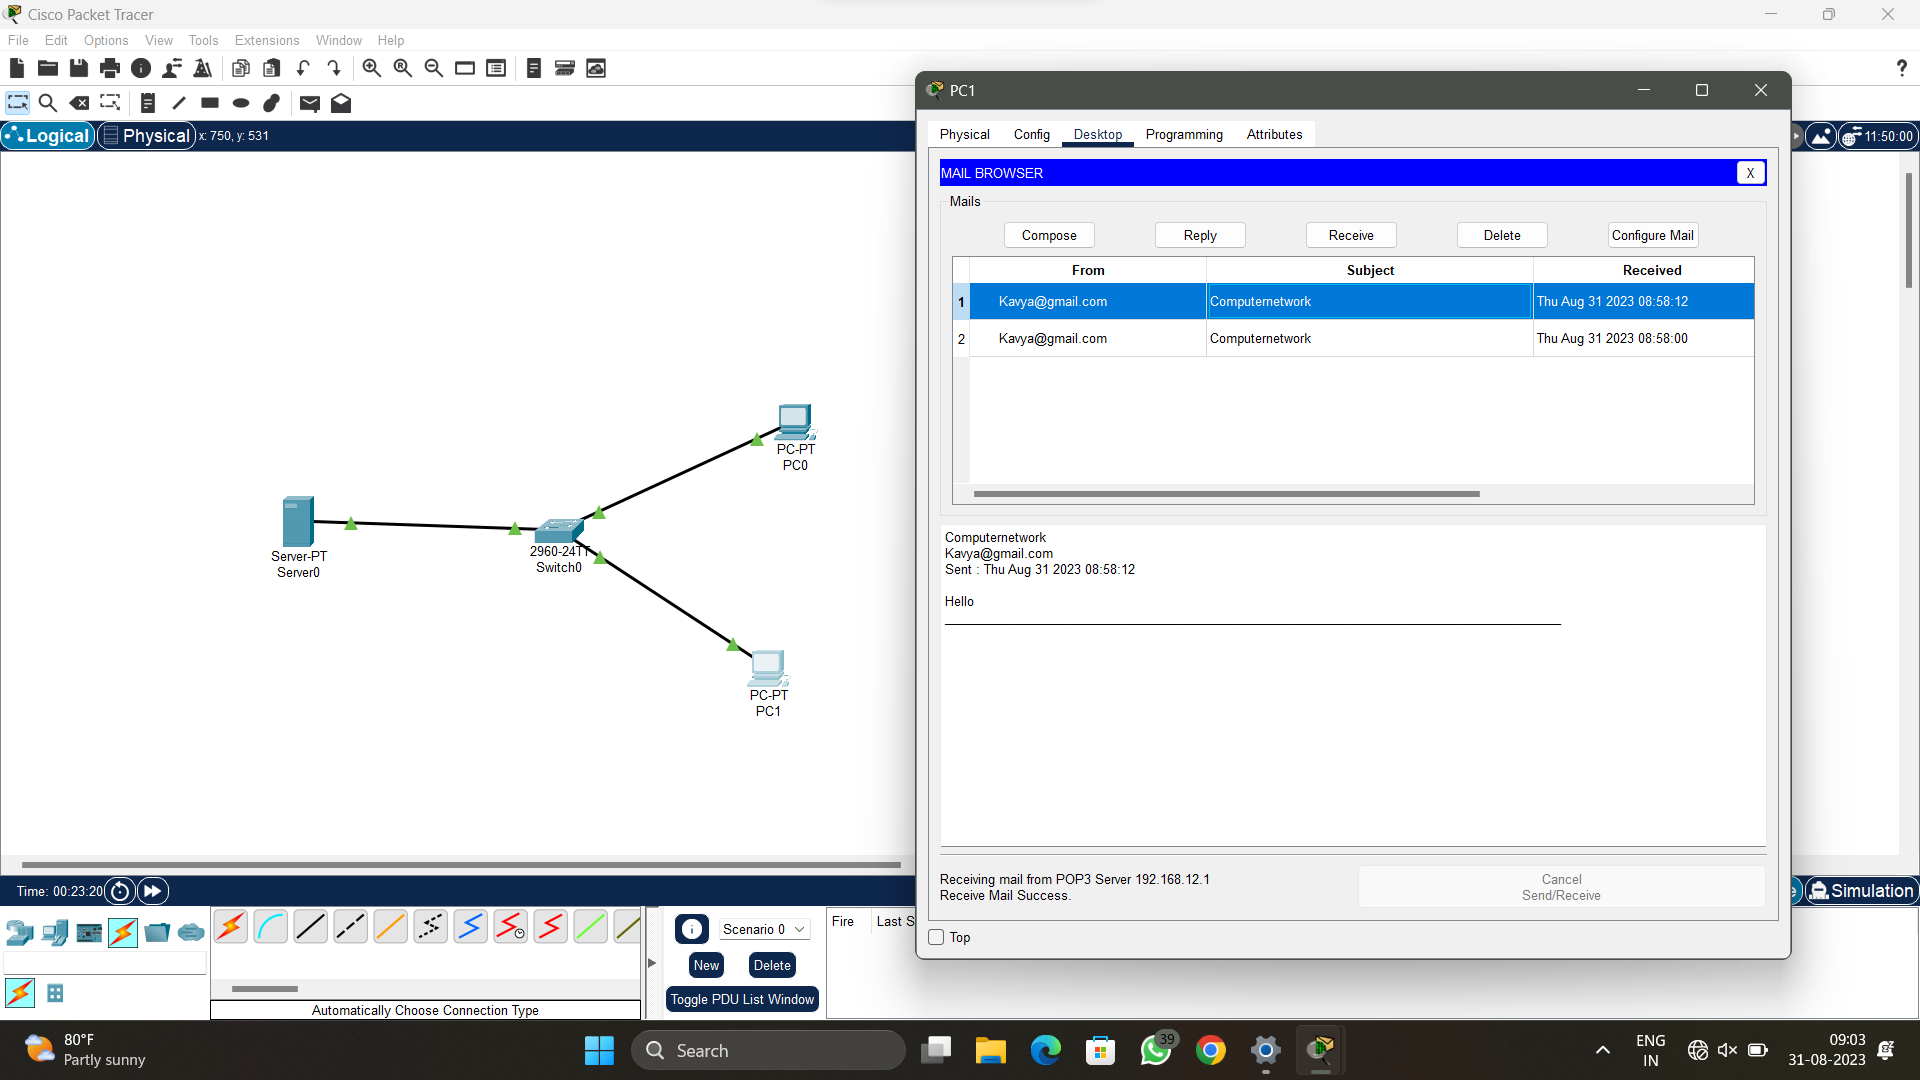 Cisco Packet Tracer
File Edit Options View Tools Extensions Window Help
Logical Physical x: 750, y: 531
11:50:00
PC-PT
PC0
Server-PT
Server0
2960-24TT
Switch0
PC-PT
PC1
PC1
Physical Config Desktop Programming Attributes
MAIL BROWSER X
Mails
Compose Reply Receive Delete Configure Mail
From Subject Received
1 Kavya@gmail.com Computernetwork Thu Aug 31 2023 08:58:12
2 Kavya@gmail.com Computernetwork Thu Aug 31 2023 08:58:00
Computernetwork
Kavya@gmail.com
Sent : Thu Aug 31 2023 08:58:12
Hello
Receiving mail from POP3 Server 192.168.12.1
Receive Mail Success.
Cancel
Send/Receive
Top
Time: 00:23:20
Simulation
Scenario 0
New Delete
Toggle PDU List Window
Fire Last S
Automatically Choose Connection Type
80°F
Partly sunny
Search
39
ENG
IN
09:03
31-08-2023